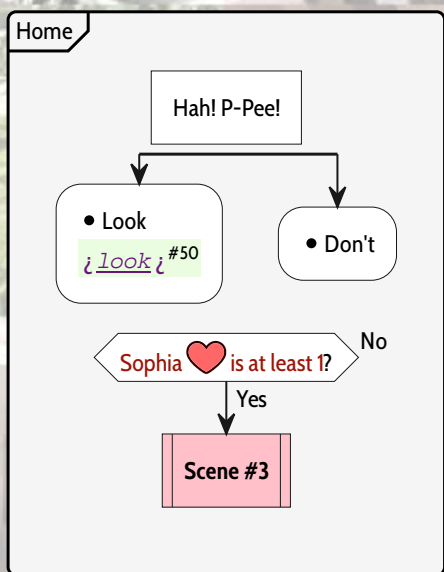 Home
Hah! P-Pee!
• Look
¿look¿#50
• Don't
Sophia ❤ is at least 1?
No
Yes
Scene #3